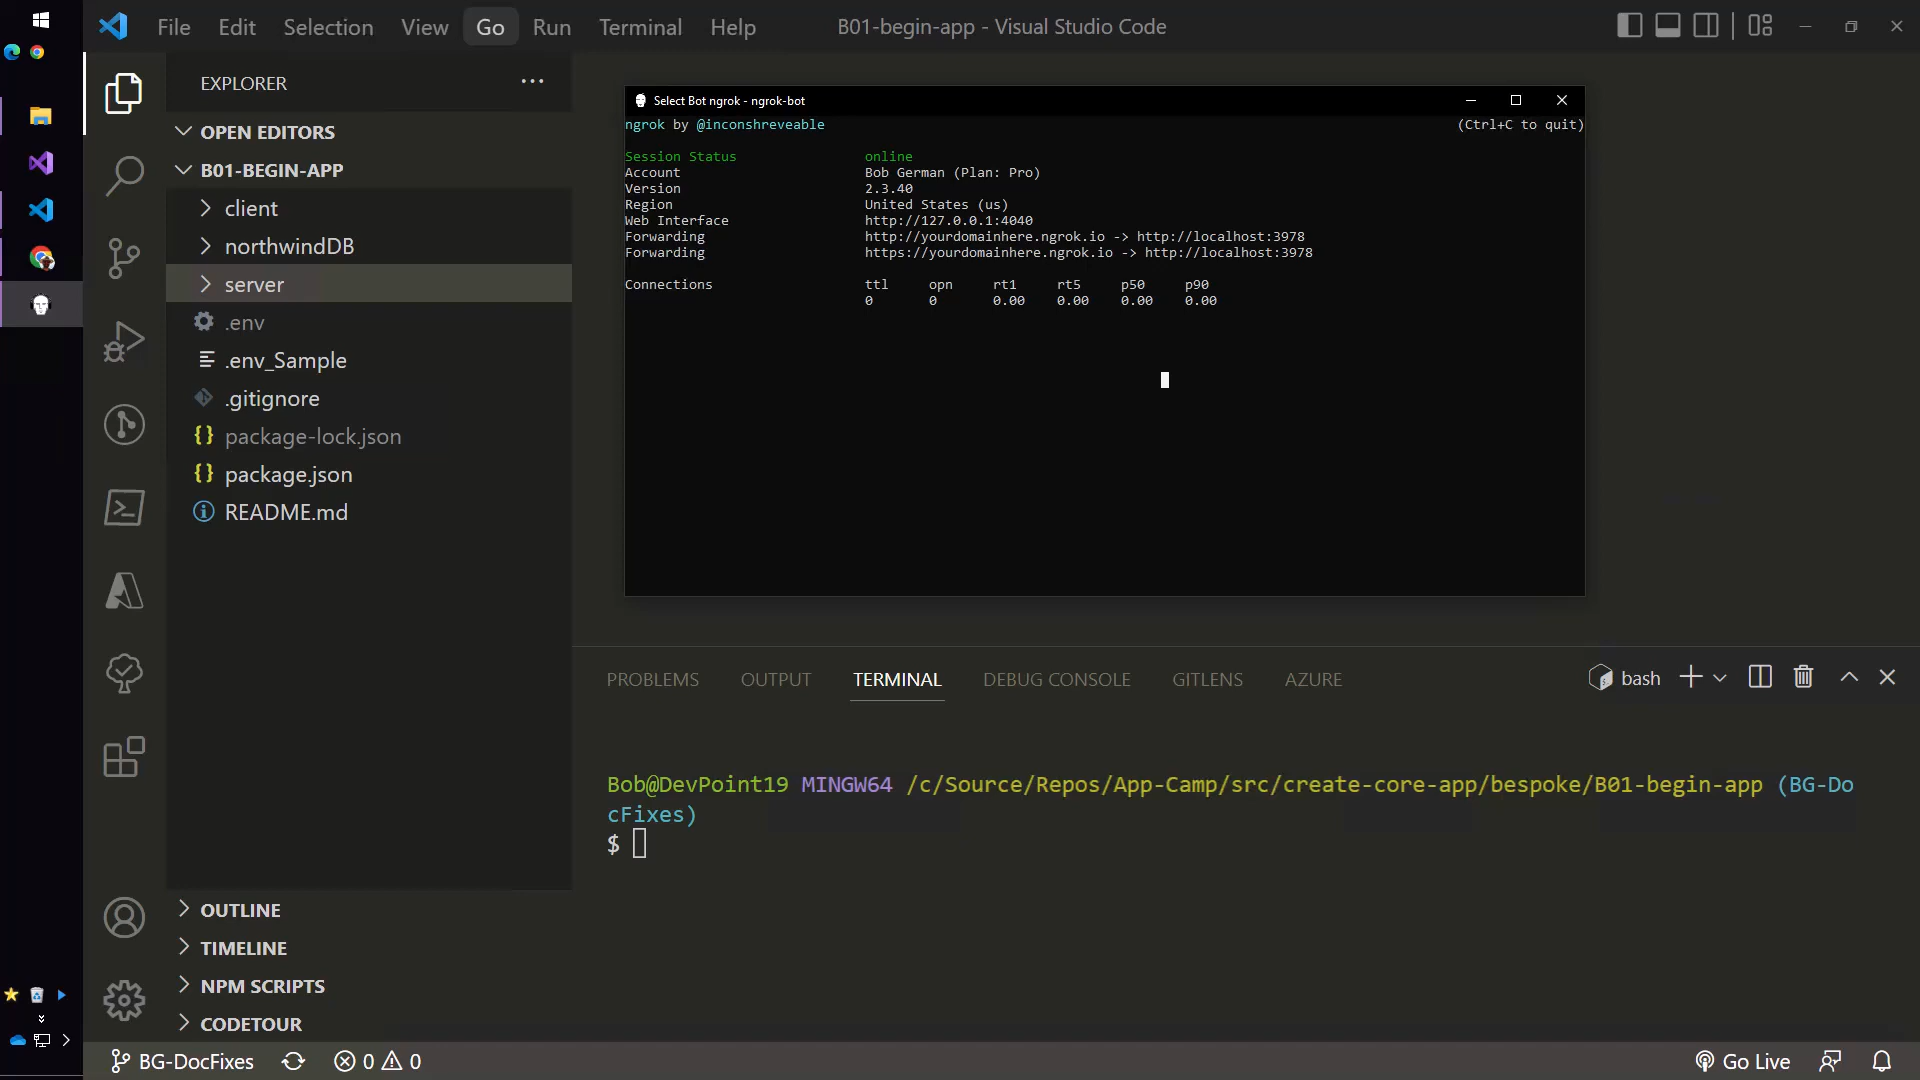 File Edit Selection View Go Run Terminal Help B01-begin-app - Visual Studio Code
EXPLORER
OPEN EDITORS
B01-BEGIN-APP
client
northwindDB
server
.env
.env_Sample
.gitignore
package-lock.json
package.json
README.md
OUTLINE
TIMELINE
NPM SCRIPTS
CODETOUR
Select Bot ngrok - ngrok-bot
ngrok by @inconshreveable (Ctrl+C to quit)
Session Status online
Account Bob German (Plan: Pro)
Version 2.3.40
Region United States (us)
Web Interface http://127.0.0.1:4040
Forwarding http://yourdomainhere.ngrok.io -> http://localhost:3978
Forwarding https://yourdomainhere.ngrok.io -> http://localhost:3978
Connections ttl opn rt1 rt5 p50 p90
0 0 0.00 0.00 0.00 0.00
PROBLEMS OUTPUT TERMINAL DEBUG CONSOLE GITLENS AZURE bash
Bob@DevPoint19 MINGW64 /c/Source/Repos/App-Camp/src/create-core-app/bespoke/B01-begin-app (BG-Do
cFixes)
$
BG-DocFixes 0 0 Go Live